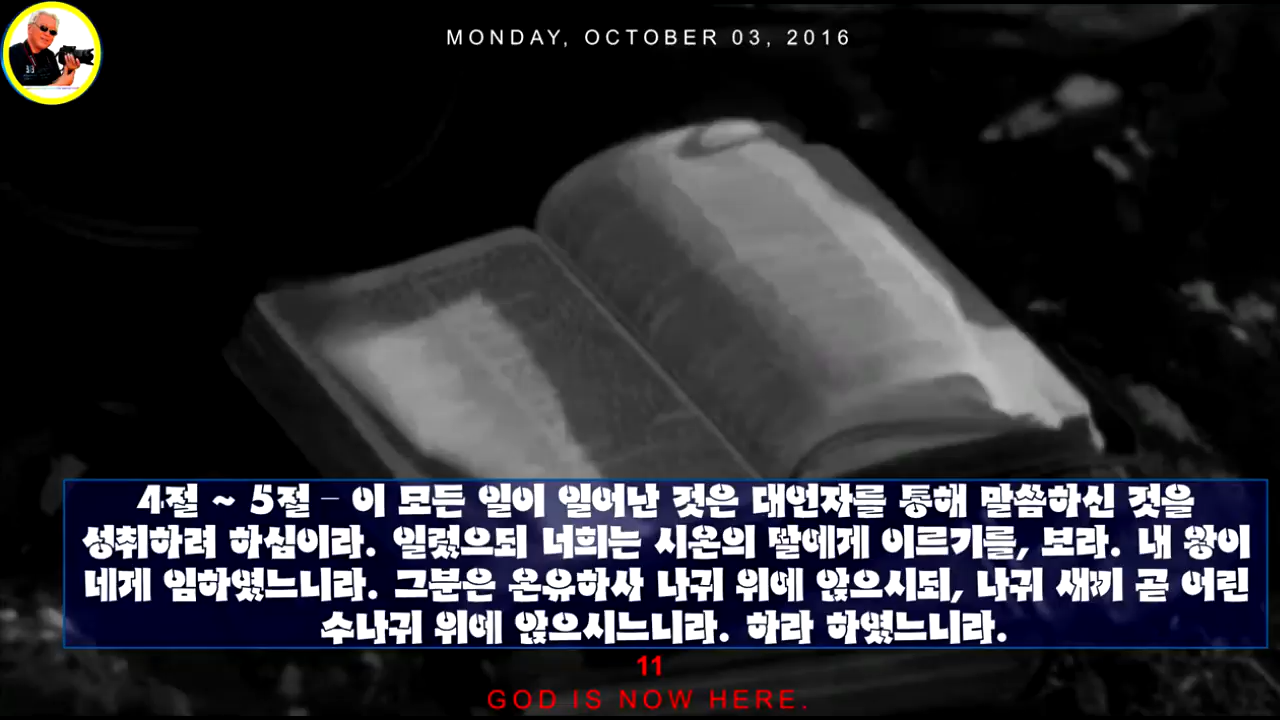 MONDAY, OCTOBER 03, 2016
4절 ~ 5절 – 이 모든 일이 일어난 것은 대언자를 통해 말씀하신 것을
성취하려 하심이라. 일렀으되 너희는 시온의 딸에게 이르기를, 보라. 내 왕이
네게 임하였느니라. 그분은 온유하사 나귀 위에 앉으시되, 나귀 새끼 곧 어린
수나귀 위에 앉으시느니라. 하라 하였느니라.
11
GOD IS NOW HERE.